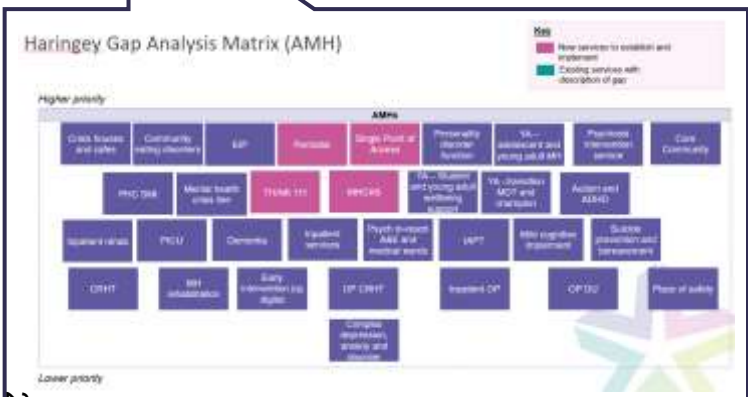 Haringey Gap Analysis Matrix (AMH)
Key
New services to establish and
implement
Existing services with
description of gap
Higher priority
AMHs
Crisis houses
and cafes
Community
eating disorders
EIP
Perinatal
Single Point of
Access
Personality
disorder
function
YA –
adolescent and
young adult MH
Psychosis
intervention
service
Core
Community
Mental health
crisis line
THINK 111
YA – Student
and young adult
wellbeing
support
YA -transition
MDT and
champion
Autism and
ADHD
Inpatient rehab
PICU
Dementia
Inpatient
services
Psych in-reach
A&E and
medical wards
IAPT
Mild cognitive
impairment
Suicide
prevention and
bereavement
CRHT
MH
rehabilitation
Early
intervention
digital
OP CRHT
Inpatient OP
OP DU
Place of safety
Complex
depression,
anxiety and
disorder
Lower priority